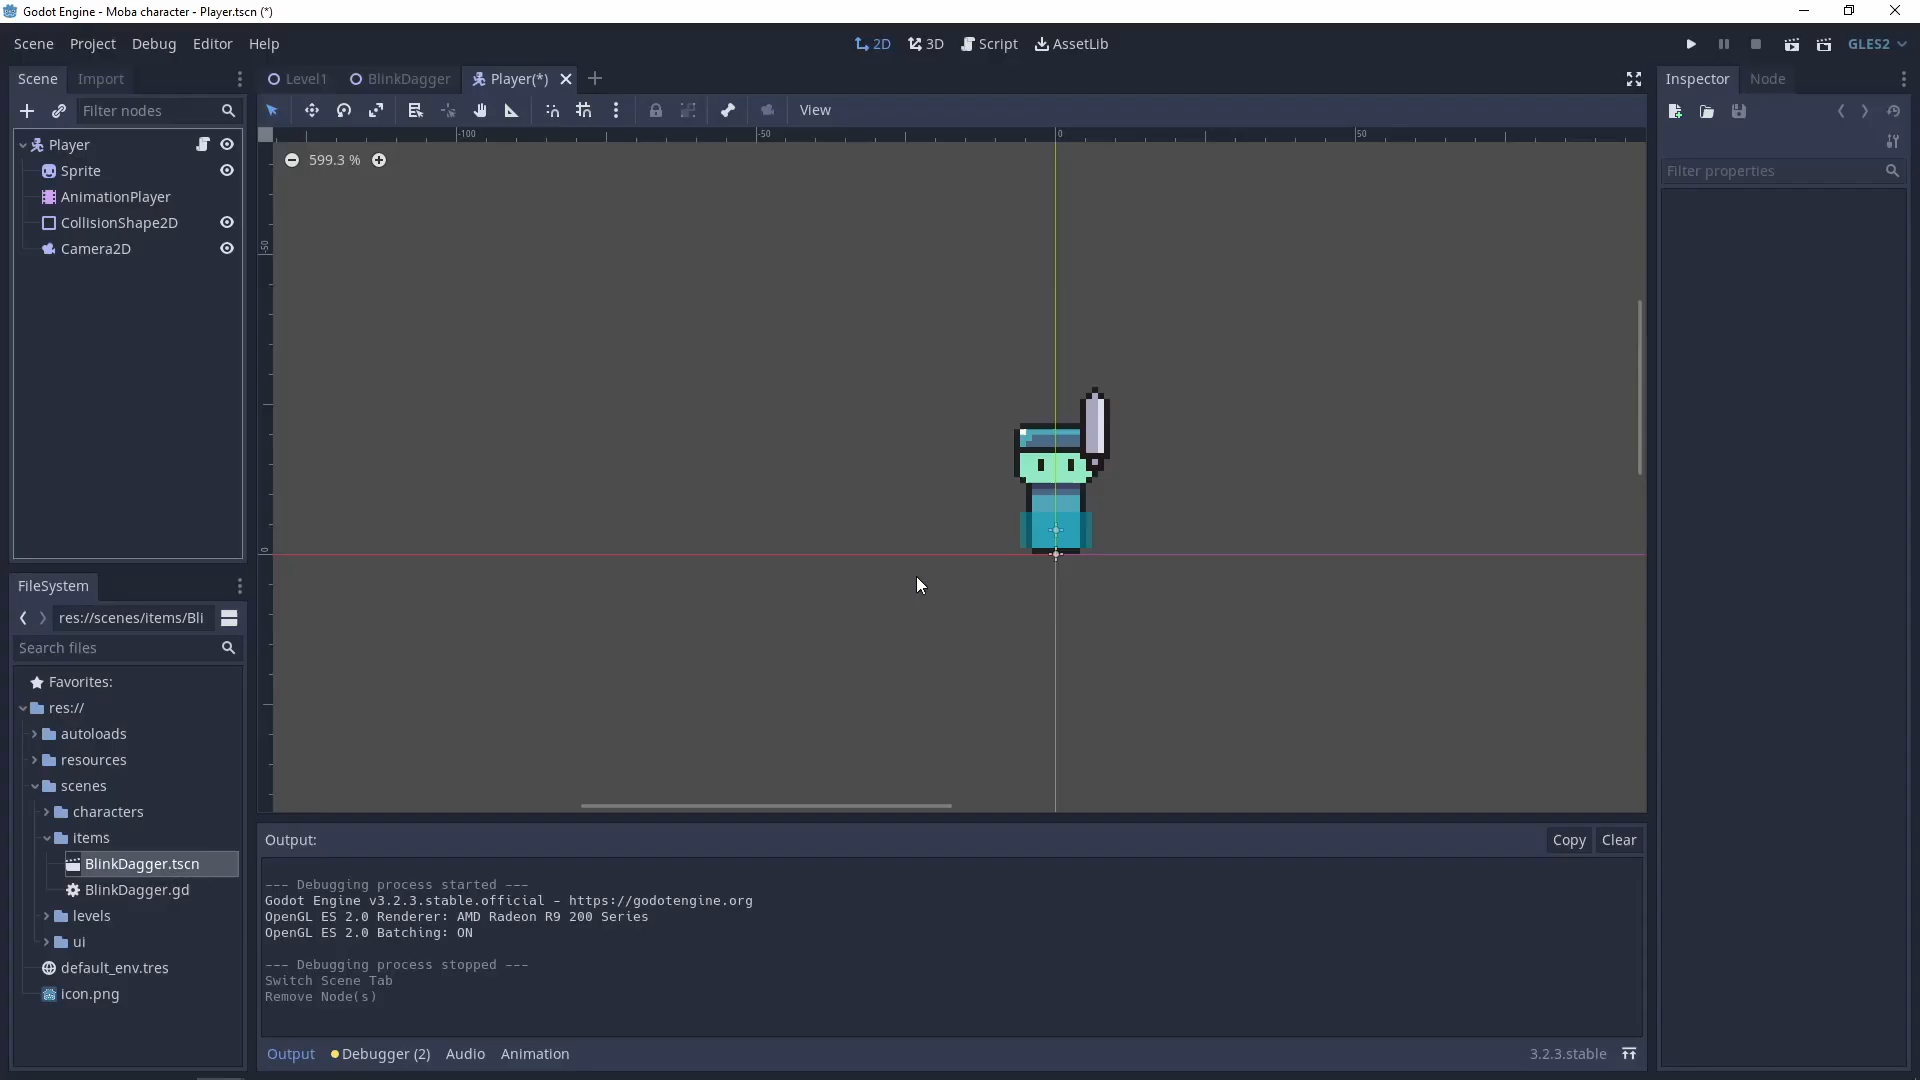 Godot Engine - Moba character - Player.tscn (*)
Scene Project Debug Editor Help
2D 3D Script AssetLib
GLES2
Scene Import
Level1 BlinkDagger Player(*)
Inspector Node
Filter nodes
View
-100 -50 0 50
Player
599.3 %
Sprite
Filter properties
AnimationPlayer
CollisionShape2D
Camera2D
-50
0
FileSystem
res://scenes/items/Bli
Search files
Favorites:
res://
autoloads
resources
scenes
characters
items
BlinkDagger.tscn
BlinkDagger.gd
levels
ui
default_env.tres
icon.png
Output:
Copy Clear
--- Debugging process started ---
Godot Engine v3.2.3.stable.official - https://godotengine.org
OpenGL ES 2.0 Renderer: AMD Radeon R9 200 Series
OpenGL ES 2.0 Batching: ON
--- Debugging process stopped ---
Switch Scene Tab
Remove Node(s)
Output Debugger (2) Audio Animation
3.2.3.stable